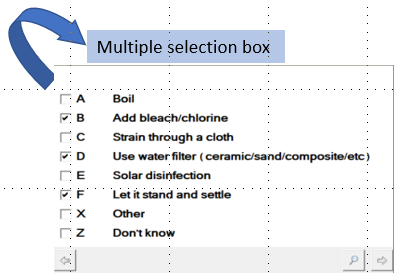 Multiple selection box
A Boil
B Add bleach/chlorine
C Strain through a cloth
D Use water filter (ceramic/sand/composite/etc)
E Solar disinfection
F Let it stand and settle
X Other
Z Don't know